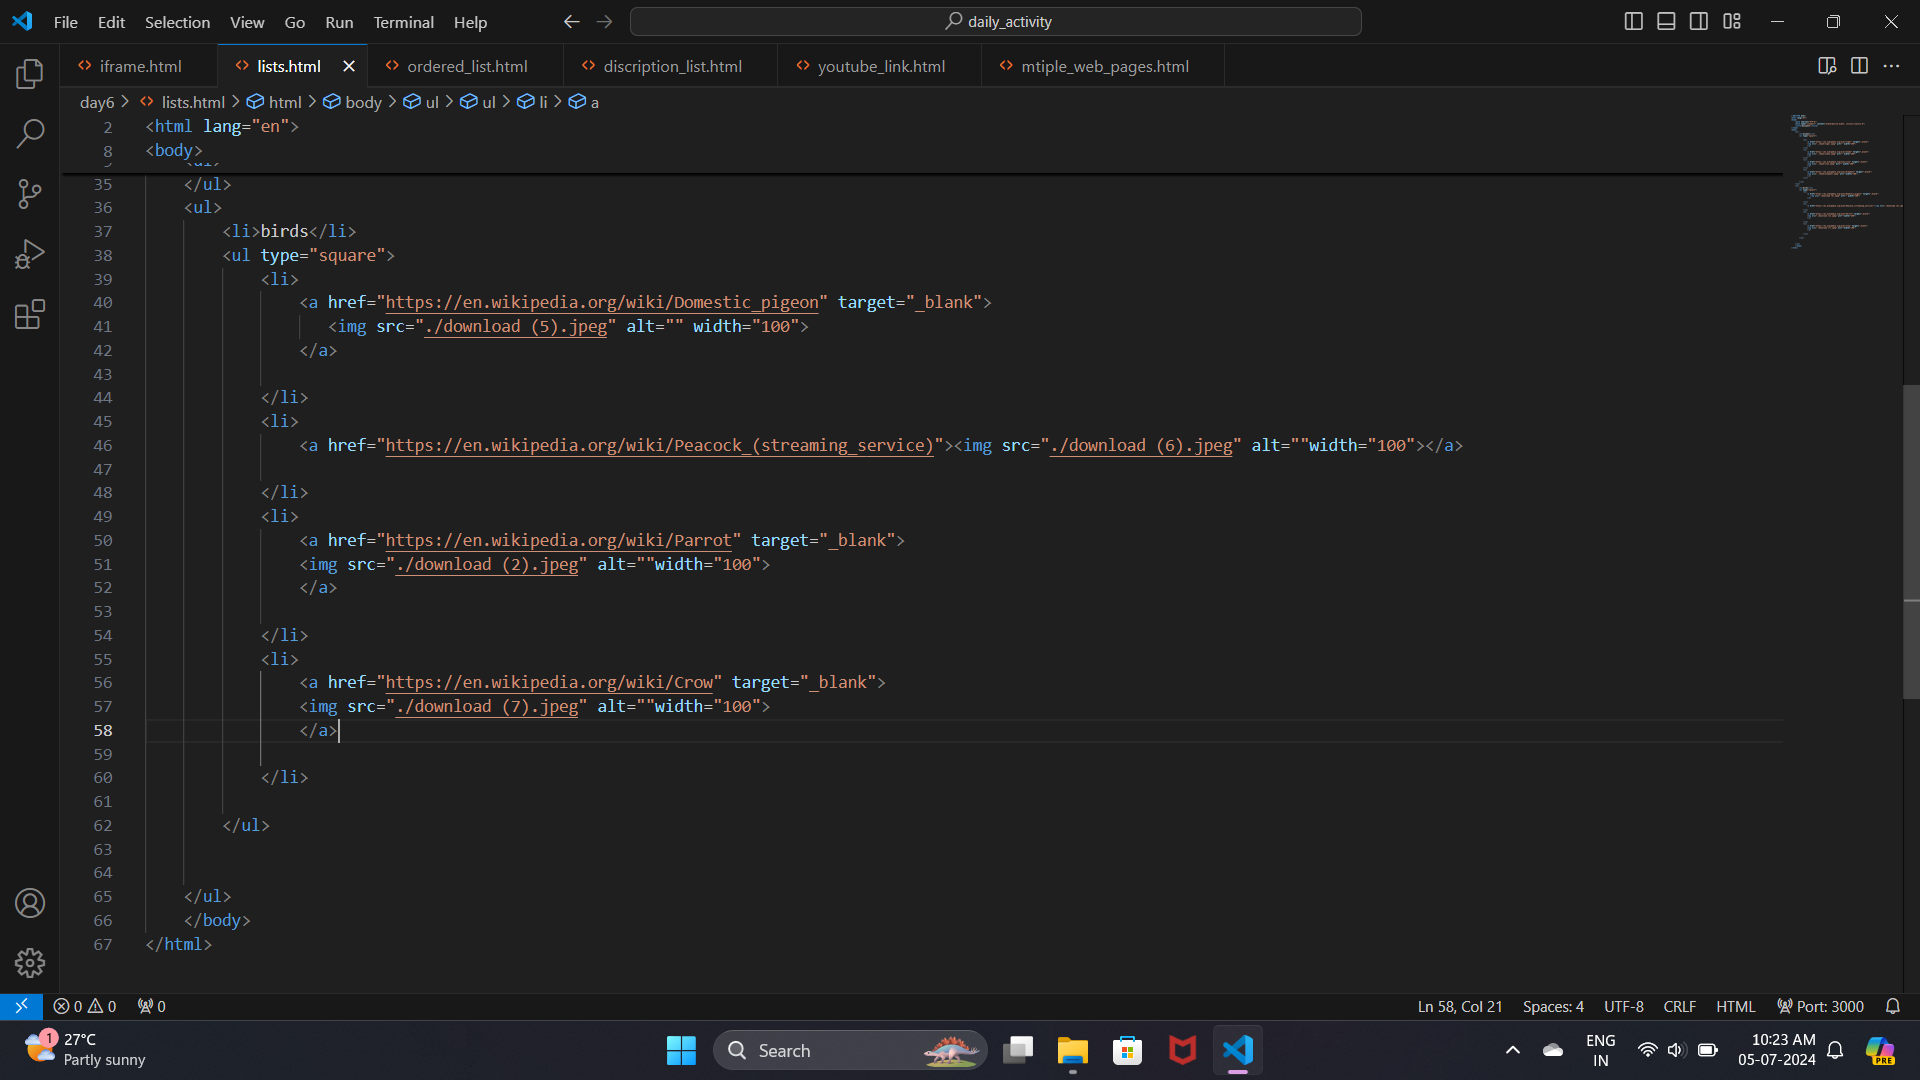 File Edit Selection View Go Run Terminal Help daily_activity
iframe.html lists.html ordered_list.html discription_list.html youtube_link.html mtiple_web_pages.html
day6 > lists.html > html > body > ul > ul > li > a
2 <html lang="en">
8 <body>
35 </ul>
36 <ul>
37 <li>birds</li>
38 <ul type="square">
39 <li>
40 <a href="https://en.wikipedia.org/wiki/Domestic_pigeon" target="_blank">
41 <img src="./download (5).jpeg" alt="" width="100">
42 </a>
43
44 </li>
45 <li>
46 <a href="https://en.wikipedia.org/wiki/Peacock_(streaming_service)"><img src="./download (6).jpeg" alt=""width="100"></a>
47
48 </li>
49 <li>
50 <a href="https://en.wikipedia.org/wiki/Parrot" target="_blank">
51 <img src="./download (2).jpeg" alt=""width="100">
52 </a>
53
54 </li>
55 <li>
56 <a href="https://en.wikipedia.org/wiki/Crow" target="_blank">
57 <img src="./download (7).jpeg" alt=""width="100">
58 </a>
59
60 </li>
61
62 </ul>
63
64
65 </ul>
66 </body>
67 </html>
0 0 0 Ln 58, Col 21 Spaces: 4 UTF-8 CRLF HTML Port: 3000
1 27°C
Partly sunny
Search
ENG
IN
10:23 AM
05-07-2024
PRE